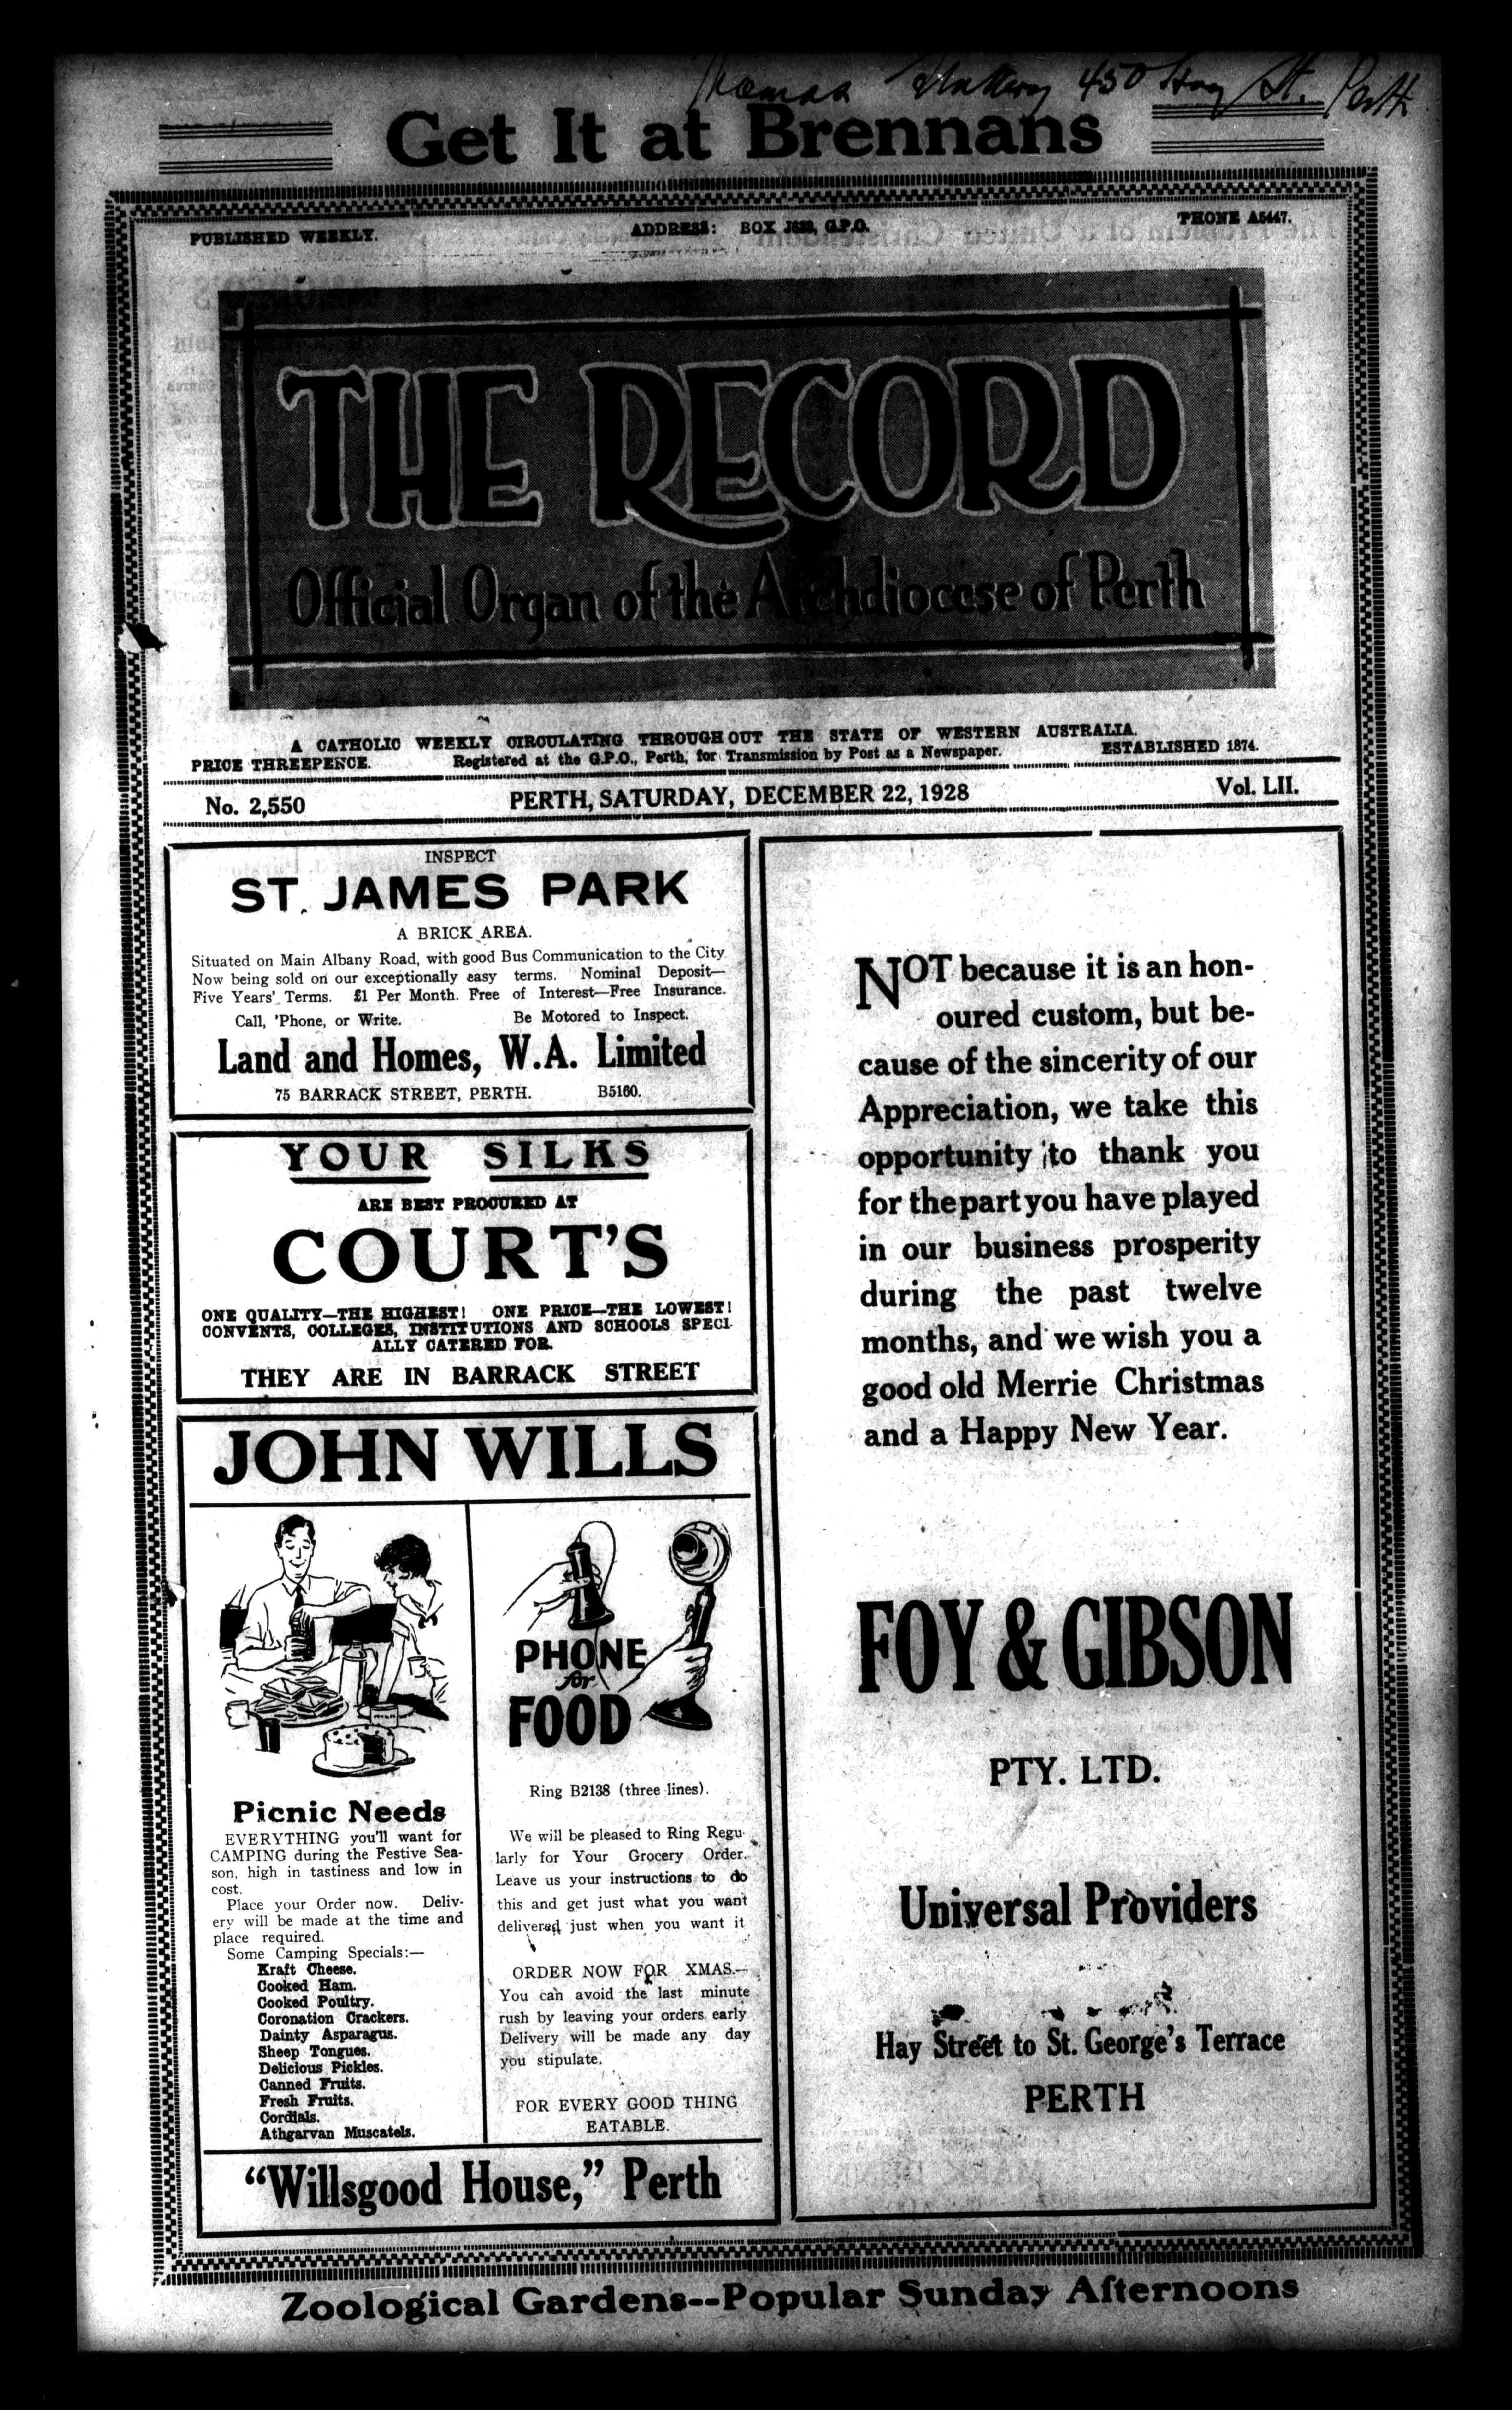 Thomas 450 Hay St. Perth
Get It at Brennans
PUBLISHED WEEKLY.
ADDRESS: BOX G.P.O.
PHONE A5447.
THE RECORD
Official Organ of the Archdiocese of Perth
A CATHOLIC WEEKLY CIRCULATING THROUGHOUT THE STATE OF WESTERN AUSTRALIA.
PRICE THREEPENCE.
Registered at the G.P.O., Perth, for Transmission by Post as a Newspaper.
ESTABLISHED 1874.
No. 2,550
PERTH, SATURDAY, DECEMBER 22, 1928
Vol. LII.
INSPECT
ST. JAMES PARK
A BRICK AREA.
Situated on Main Albany Road, with good Bus Communication to the City
Now being sold on our exceptionally easy terms. Nominal Deposit—
Five Years' Terms. £1 Per Month. Free of Interest—Free Insurance.
Call, 'Phone, or Write. Be Motored to Inspect.
Land and Homes, W.A. Limited
75 BARRACK STREET, PERTH. B5160.
YOUR SILKS
ARE BEST PROCURED AT
COURT'S
ONE QUALITY—THE HIGHEST! ONE PRICE—THE LOWEST!
CONVENTS, COLLEGES, INSTITUTIONS AND SCHOOLS SPECI-
ALLY CATERED FOR.
THEY ARE IN BARRACK STREET
JOHN WILLS
Picnic Needs
EVERYTHING you'll want for
CAMPING during the Festive Sea-
son, high in tastiness and low in
cost.
Place your Order now. Deliv-
ery will be made at the time and
place required.
Some Camping Specials:—
Kraft Cheese.
Cooked Ham.
Cooked Poultry.
Coronation Crackers.
Dainty Asparagus.
Sheep Tongues.
Delicious Pickles.
Canned Fruits.
Fresh Fruits.
Cordials.
Athgarvan Muscatels.
PHONE
for
FOOD
Ring B2138 (three lines).
We will be pleased to Ring Regu-
larly for Your Grocery Order.
Leave us your instructions to do
this and get just what you want
delivered just when you want it
ORDER NOW FOR XMAS.—
You can avoid the last minute
rush by leaving your orders early
Delivery will be made any day
you stipulate.
FOR EVERY GOOD THING
EATABLE.
"Willsgood House," Perth
NOT because it is an hon-
oured custom, but be-
cause of the sincerity of our
Appreciation, we take this
opportunity to thank you
for the part you have played
in our business prosperity
during the past twelve
months, and we wish you a
good old Merrie Christmas
and a Happy New Year.
FOY & GIBSON
PTY. LTD.
Universal Providers
Hay Street to St. George's Terrace
PERTH
Zoological Gardens--Popular Sunday Afternoons